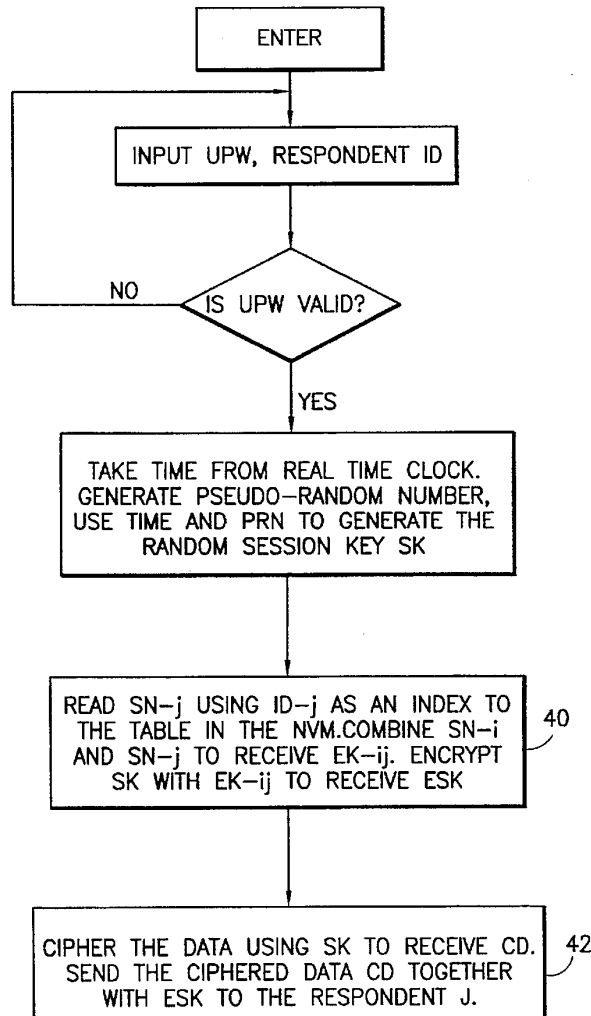 ENTER
INPUT UPW, RESPONDENT ID
IS UPW VALID?
NO
YES
TAKE TIME FROM REAL TIME CLOCK.
GENERATE PSEUDO-RANDOM NUMBER,
USE TIME AND PRN TO GENERATE THE
RANDOM SESSION KEY SK
READ SN-j USING ID-j AS AN INDEX TO
THE TABLE IN THE NVM.COMBINE SN-i
AND SN-j TO RECEIVE EK-ij. ENCRYPT
SK WITH EK-ij TO RECEIVE ESK
40
CIPHER THE DATA USING SK TO RECEIVE CD.
SEND THE CIPHERED DATA CD TOGETHER
WITH ESK TO THE RESPONDENT J.
42